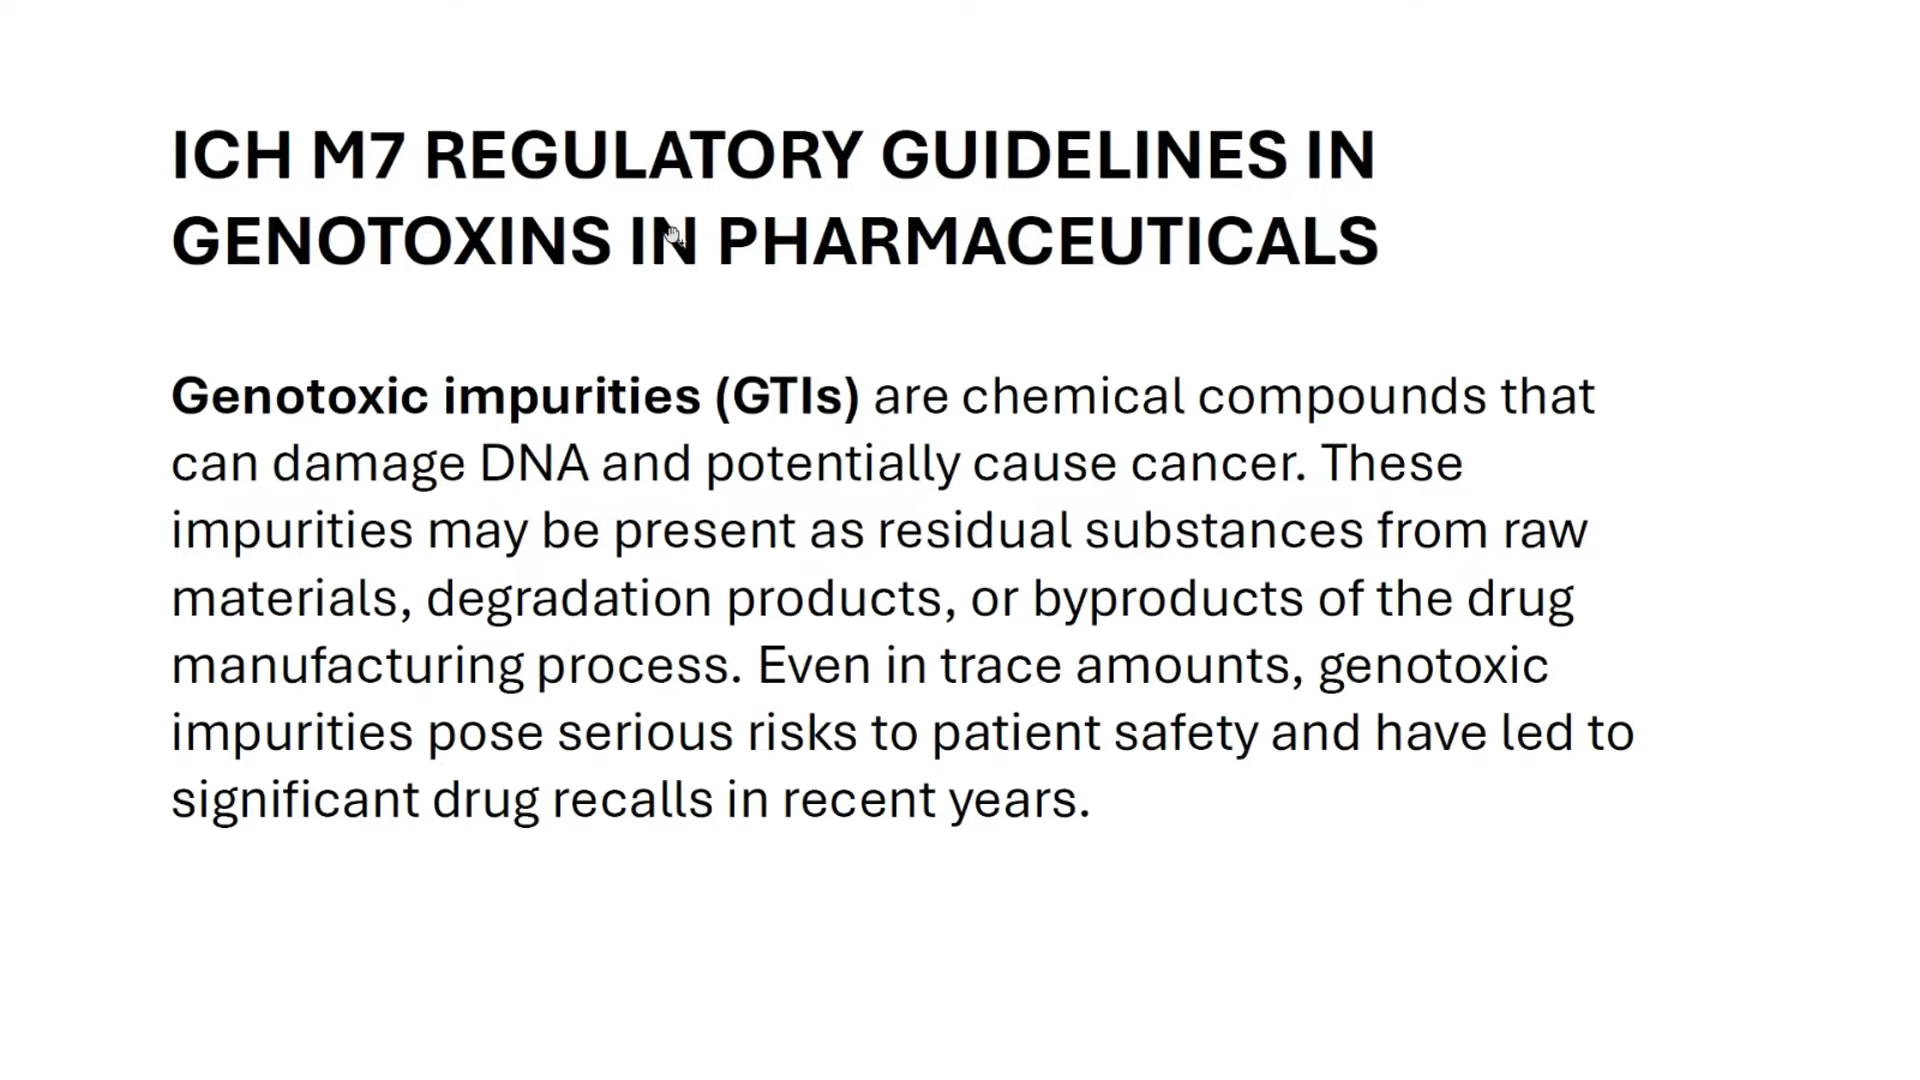 ICH M7 REGULATORY GUIDELINES IN
GENOTOXINS IN PHARMACEUTICALS
Genotoxic impurities (GTIs) are chemical compounds that
can damage DNA and potentially cause cancer. These
impurities may be present as residual substances from raw
materials, degradation products, or byproducts of the drug
manufacturing process. Even in trace amounts, genotoxic
impurities pose serious risks to patient safety and have led to
significant drug recalls in recent years.